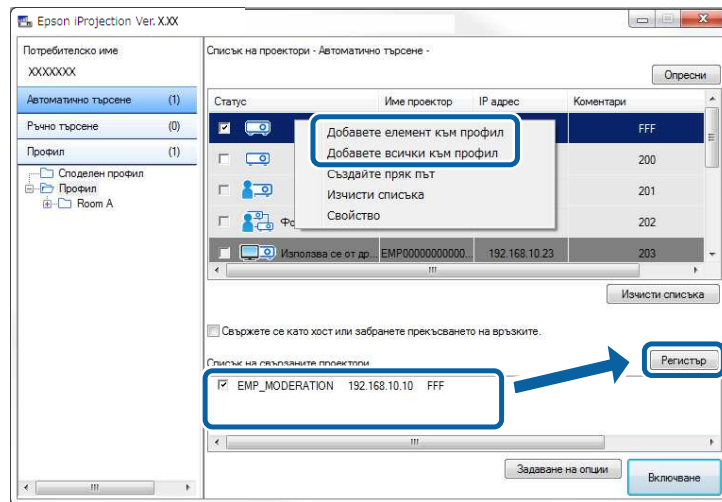 Epson iProjection Ver. X.XX
Потребителско име
XXXXXXX
Списък на проектори - Автоматично търсене -
Опресни
Автоматично търсене (1)
Ръчно търсене (0)
Профил (1)
Споделен профил
Профил
Room A
Статус Име проектор IP адрес Коментари
FFF
Добавете елемент към профил
Добавете всички към профил
Създайте пряк път
Изчисти списъка
Свойство
200
201
Фо 202
Използва се от др... EMP00000000000... 192.168.10.23 203
Изчисти списъка
Свържете се като хост или забранете прекъсването на връзките.
Списък на свързаните проектори
Регистър
EMP_MODERATION 192.168.10.10 FFF
Задаване на опции
Включване